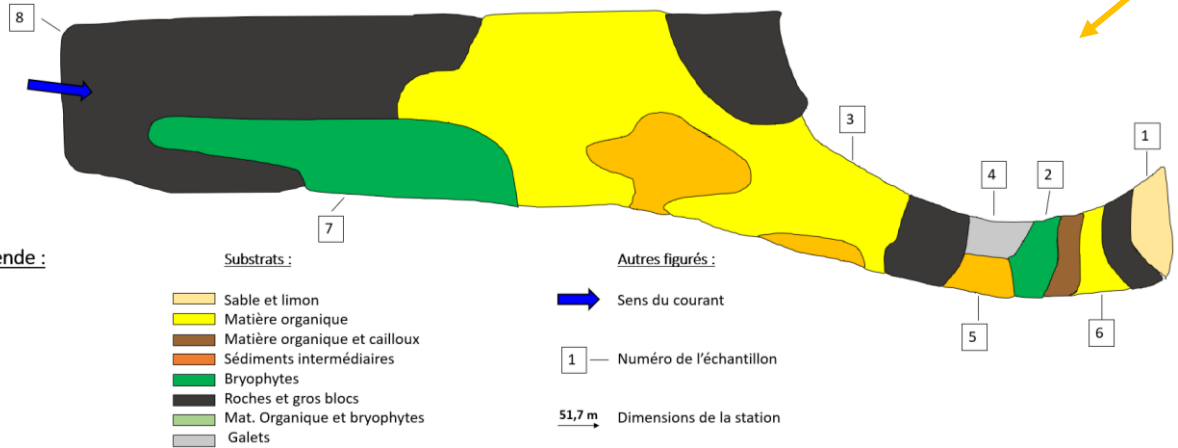 8
3
1
4
2
7
5
6
ende :
Substrats :
Sable et limon
Matière organique
Matière organique et cailloux
Sédiments intermédiaires
Bryophytes
Roches et gros blocs
Mat. Organique et bryophytes
Galets
Autres figurés :
Sens du courant
1 Numéro de l'échantillon
51,7 m Dimensions de la station